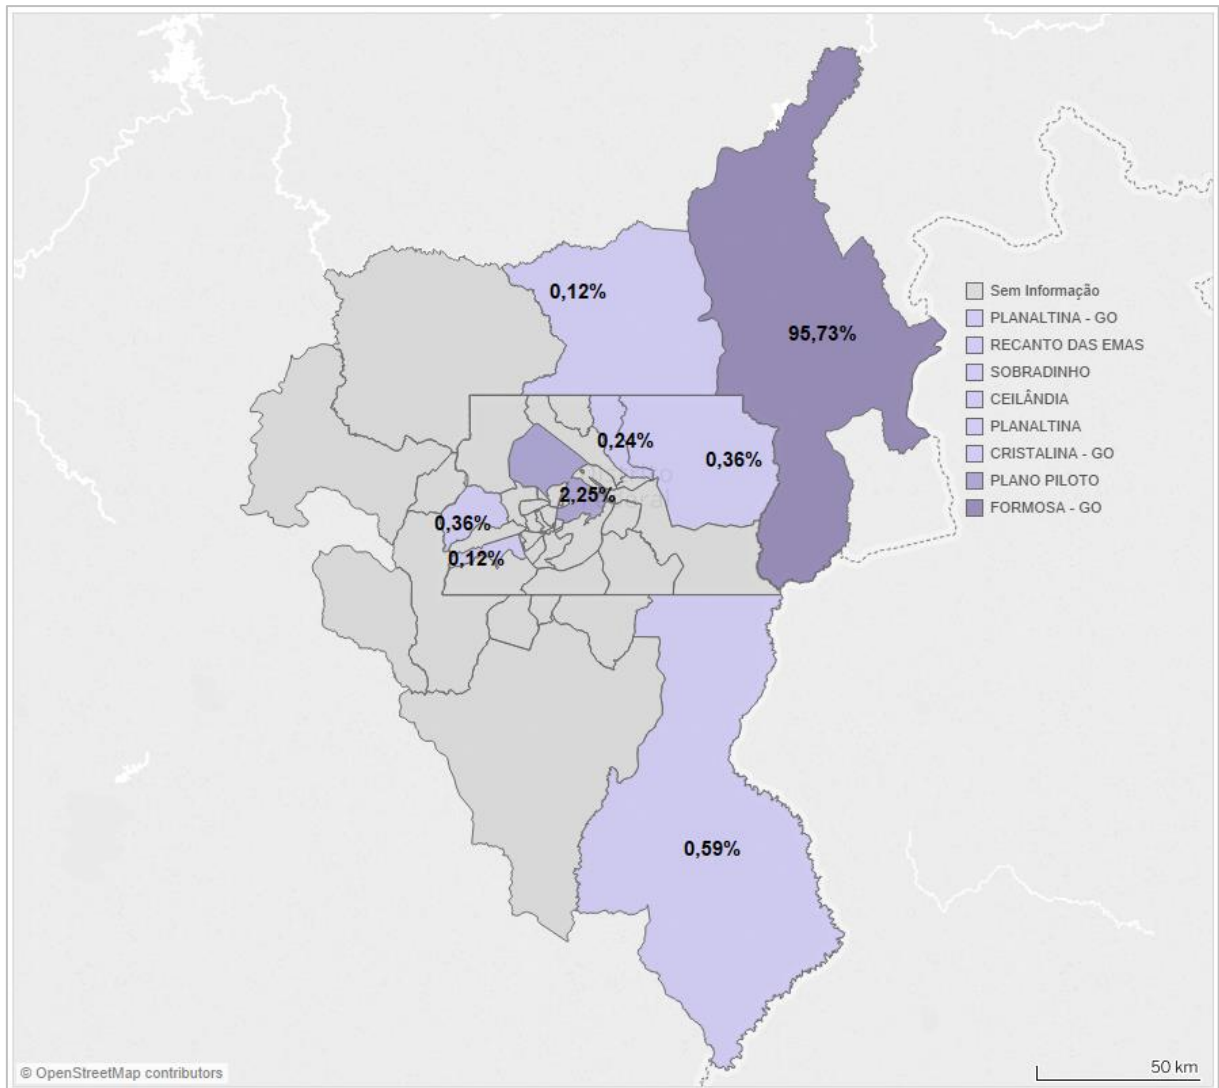 0,12%
95,73%
Sem Informação
PLANALTINA - GO
RECANTO DAS EMAS
SOBRADINHO
CEILÂNDIA
PLANALTINA
CRISTALINA - GO
PLANO PILOTO
FORMOSA - GO
0,24%
0,36%
2,25%
0,36%
0,12%
0,59%
© OpenStreetMap contributors
50 km